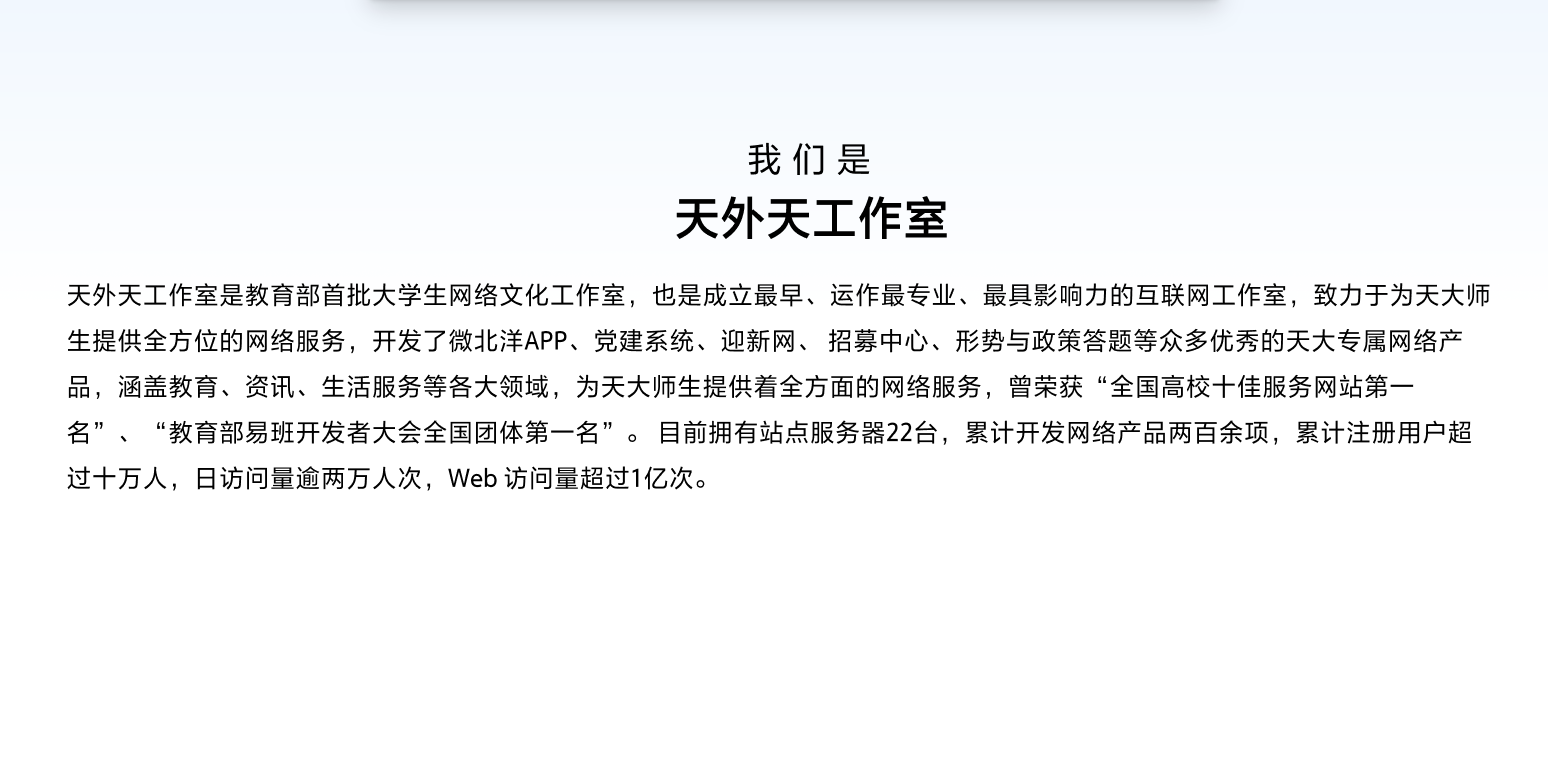 我们是
天外天工作室
天外天工作室是教育部首批大学生网络文化工作室，也是成立最早、运作最专业、最具影响力的互联网工作室，致力于为天大师
生提供全方位的网络服务，开发了微北洋APP、党建系统、迎新网、 招募中心、形势与政策答题等众多优秀的天大专属网络产
品，涵盖教育、资讯、生活服务等各大领域，为天大师生提供着全方面的网络服务，曾荣获“全国高校十佳服务网站第一
名”、“教育部易班开发者大会全国团体第一名”。 目前拥有站点服务器22台，累计开发网络产品两百余项，累计注册用户超
过十万人，日访问量逾两万人次，Web 访问量超过1亿次。